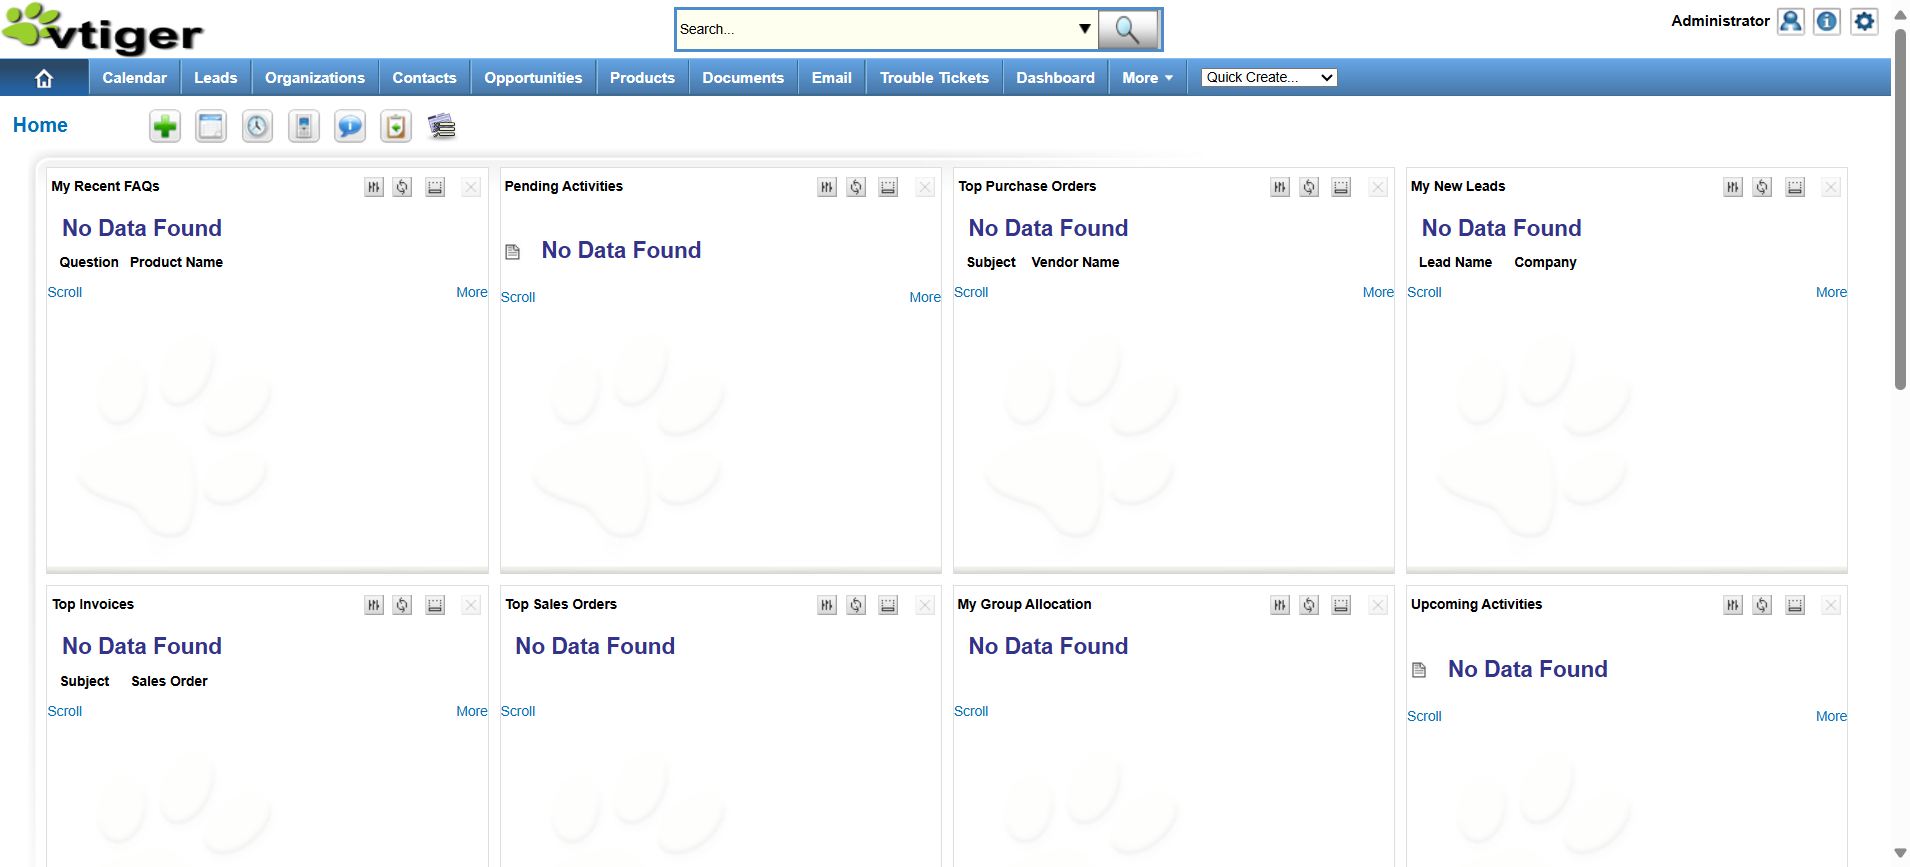 vtiger
Search...
Administrator
Calendar Leads Organizations Contacts Opportunities Products Documents Email Trouble Tickets Dashboard More Quick Create...
Home
My Recent FAQs
No Data Found
Question Product Name
Scroll More
Pending Activities
No Data Found
Scroll More
Top Purchase Orders
No Data Found
Subject Vendor Name
Scroll More
My New Leads
No Data Found
Lead Name Company
Scroll More
Top Invoices
No Data Found
Subject Sales Order
Scroll More
Top Sales Orders
No Data Found
Scroll
My Group Allocation
No Data Found
Scroll
Upcoming Activities
No Data Found
Scroll More